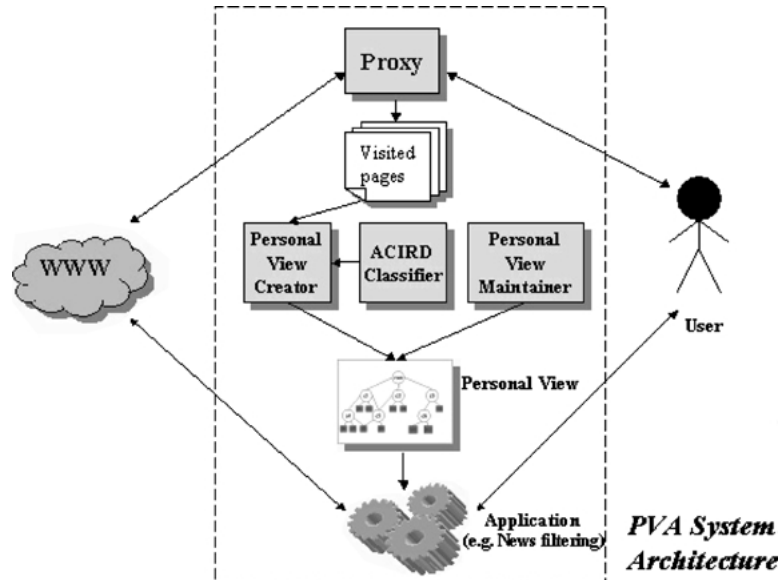 Proxy
Visited
pages
Personal
View
Creator
ACIRD
Classifier
Personal
View
Maintainer
WWW
User
Personal View
Application
(e.g. News filtering)
PVA System
Architecture